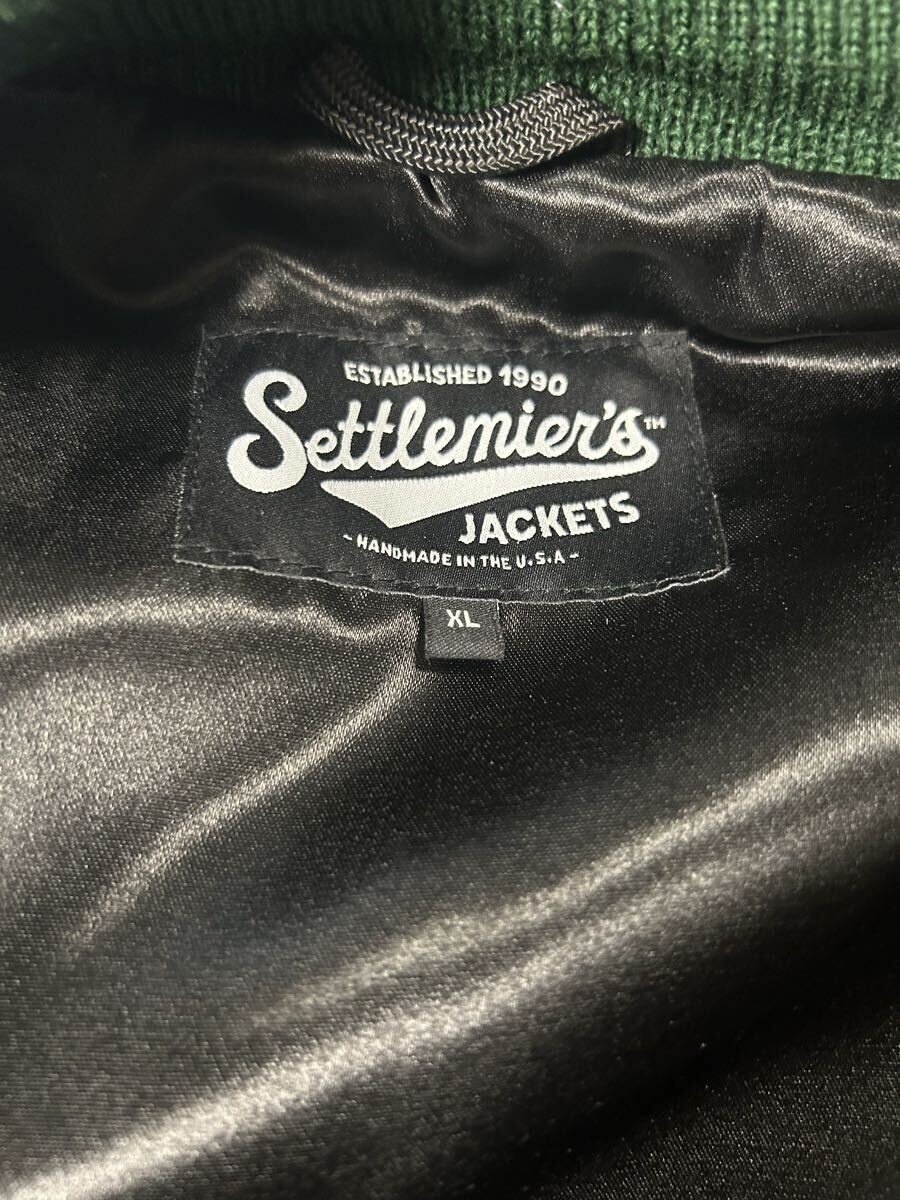 ESTABLISHED 1990
Settlemier's™
JACKETS
- HANDMADE IN THE U.S.A -
XL